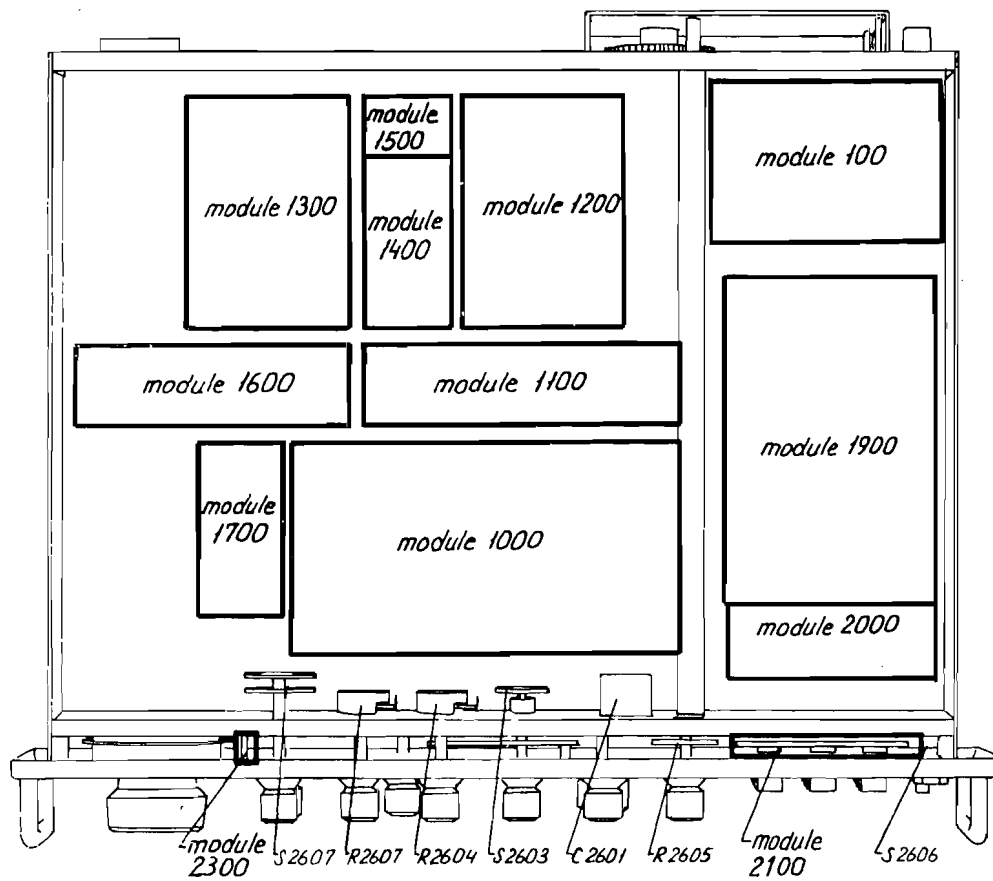 module
1500
module 1300
module
1400
module 1200
module 100
module 1600
module 1100
module 1900
module
1700
module 1000
module 2000
module
2300
S2607
R2607
R2604
S2603
C2601
R2605
module
2100
S2606